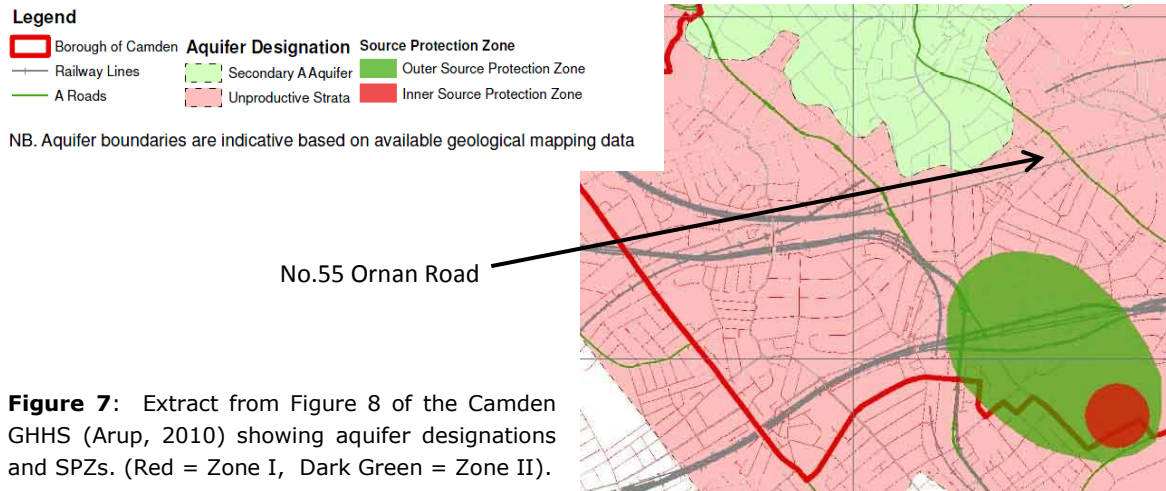 Legend
Borough of Camden
Railway Lines
A Roads
Aquifer Designation
Secondary A Aquifer
Unproductive Strata
Source Protection Zone
Outer Source Protection Zone
Inner Source Protection Zone
NB. Aquifer boundaries are indicative based on available geological mapping data
No.55 Ornan Road
Figure 7: Extract from Figure 8 of the Camden
GHHS (Arup, 2010) showing aquifer designations
and SPZs. (Red = Zone I, Dark Green = Zone II).